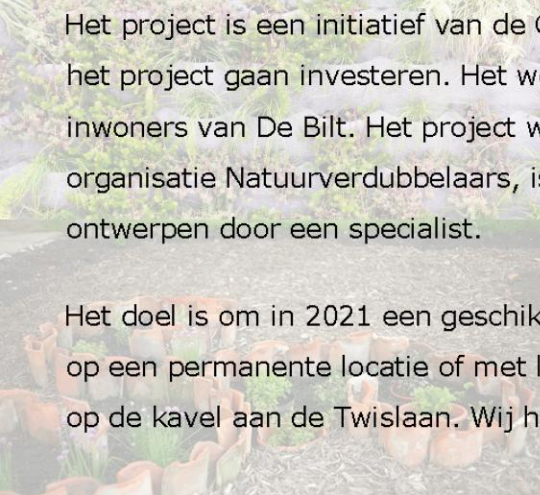 Het project is een initiatief van de
het project gaan investeren. Het
inwoners van De Bilt. Het project
organisatie Natuurverdubbelaars,
ontwerpen door een specialist.
Het doel is om in 2021 een
op een permanente locatie of met
op de kavel aan de Twislaan. Wij